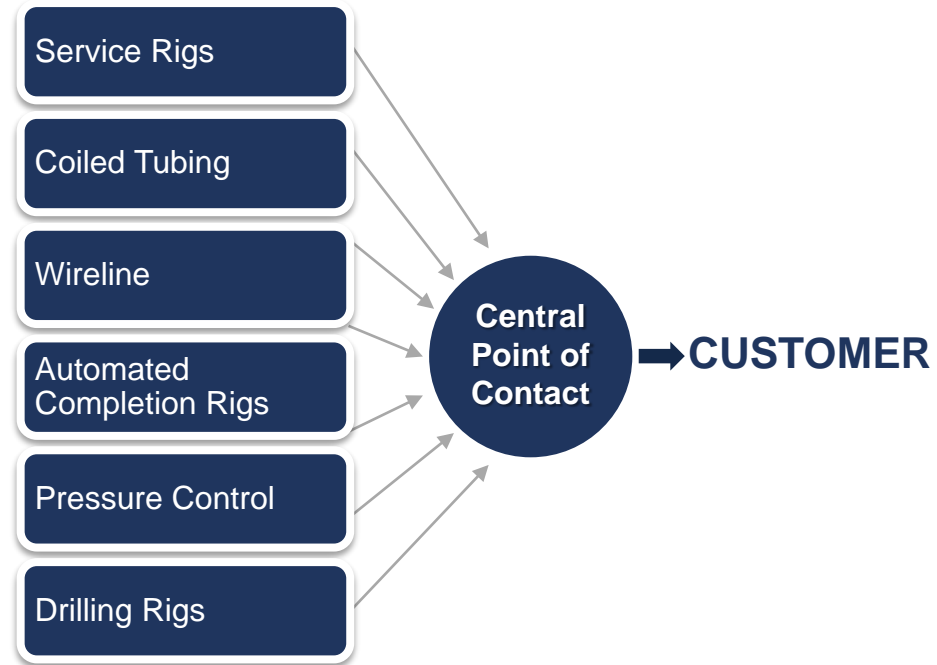 Service Rigs
Coiled Tubing
Wireline
Automated
Completion Rigs
Pressure Control
Drilling Rigs
Central
Point of
Contact
CUSTOMER